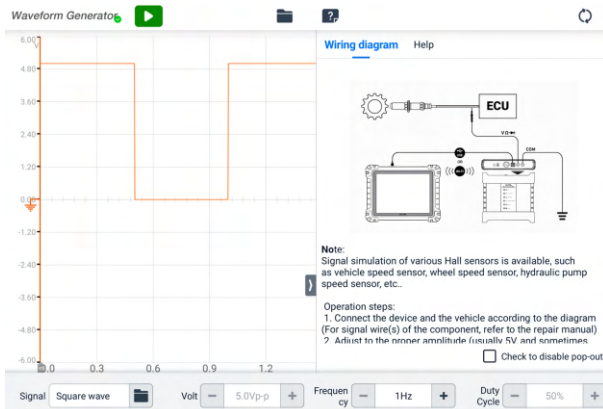 Waveform Generator
Wiring diagram Help
6.00
V
4.80
3.60
2.40
1.20
0.00
-1.20
-2.40
-3.60
-4.80
-6.00
0.0 0.3 0.6 0.9 1.2
ECU
VΩ
COM
OR
Note:
Signal simulation of various Hall sensors is available, such
as vehicle speed sensor, wheel speed sensor, hydraulic pump
speed sensor, etc..
Operation steps:
1. Connect the device and the vehicle according to the diagram
(For signal wire(s) of the component, refer to the repair manual)
2. Adjust to the proper amplitude (usually 5V and sometimes
Check to disable pop-out
Signal Square wave Volt − 5.0Vp-p + Frequen
cy − 1Hz + Duty
Cycle − 50% +